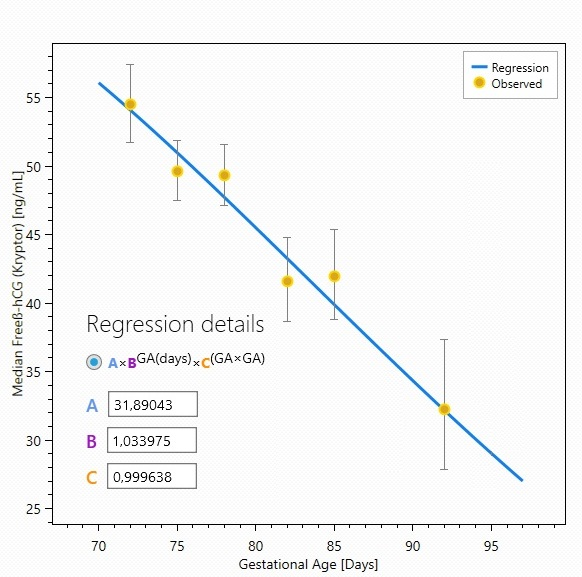 Regression
Observed
Median Freeß-hCG (Kryptor) [ng/mL]
55
50
45
40
35
30
25
Regression details
A×B^GA(days)×C^(GA×GA)
A 31,89043
B 1,033975
C 0,999638
70 75 80 85 90 95
Gestational Age [Days]